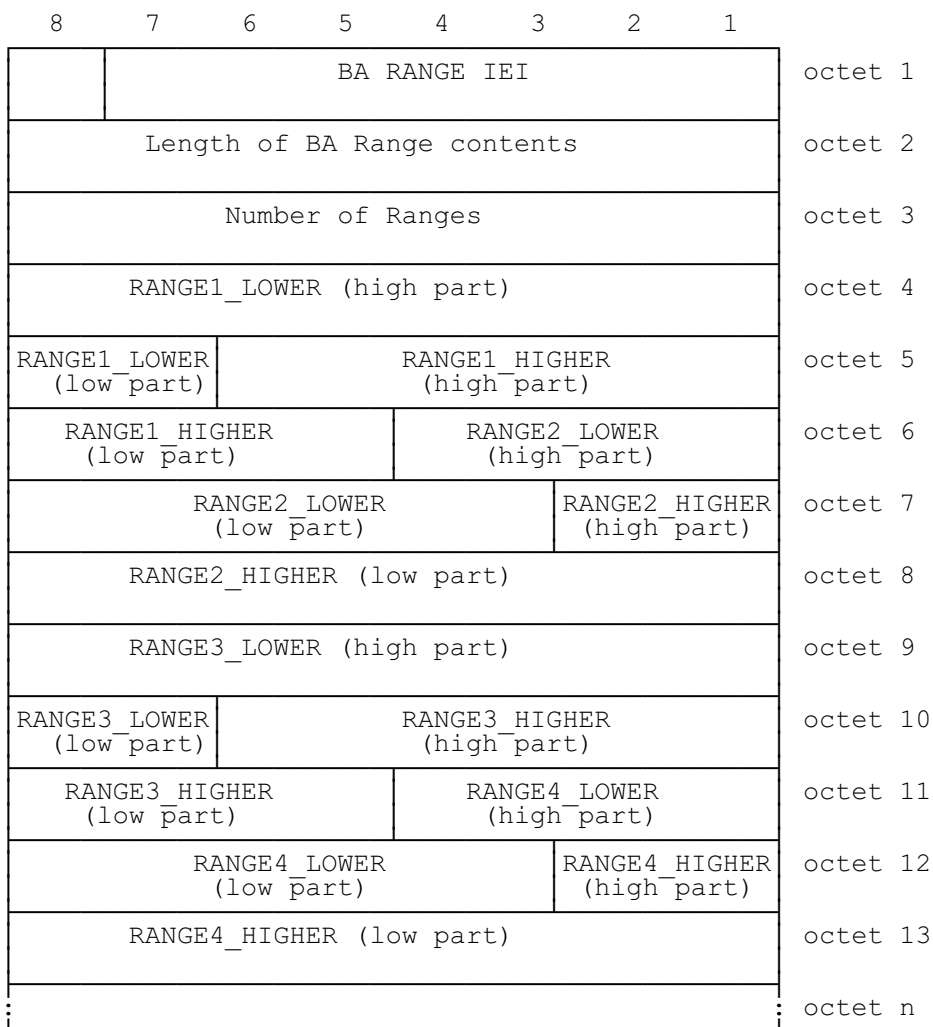 8 7 6 5 4 3 2 1
BA RANGE IEI octet 1
Length of BA Range contents octet 2
Number of Ranges octet 3
RANGE1_LOWER (high part) octet 4
RANGE1_LOWER RANGE1_HIGHER octet 5
(low part) (high part)
RANGE1_HIGHER RANGE2_LOWER octet 6
(low part) (high part)
RANGE2_LOWER RANGE2_HIGHER octet 7
(low part) (high part)
RANGE2_HIGHER (low part) octet 8
RANGE3_LOWER (high part) octet 9
RANGE3_LOWER RANGE3_HIGHER octet 10
(low part) (high part)
RANGE3_HIGHER RANGE4_LOWER octet 11
(low part) (high part)
RANGE4_LOWER RANGE4_HIGHER octet 12
(low part) (high part)
RANGE4_HIGHER (low part) octet 13
octet n